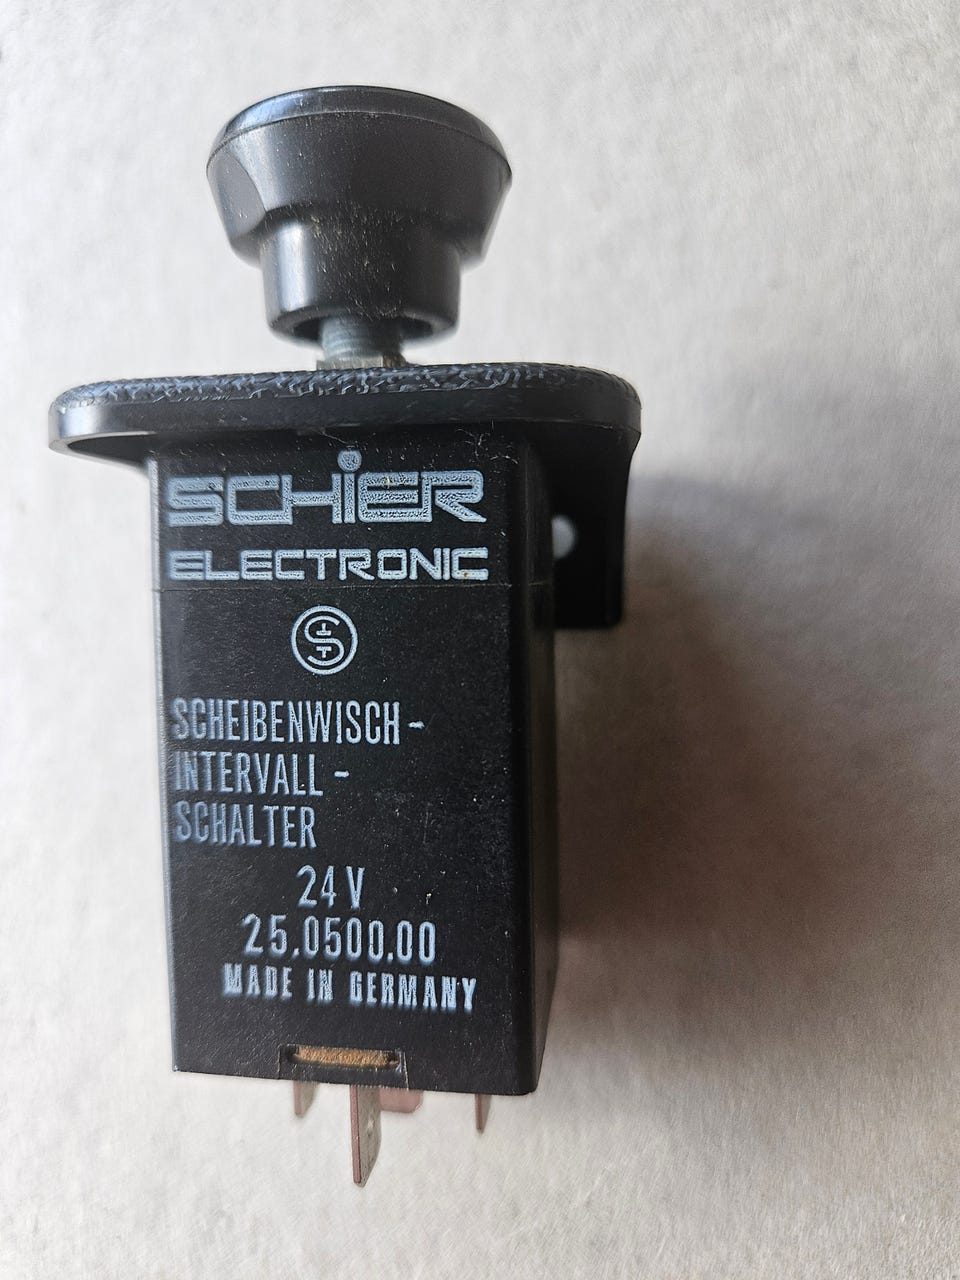 SCHiER
ELECTRONIC
SCHEIBENWISCH-
INTERVALL-
SCHALTER
24V
25.0500.00
MADE IN GERMANY